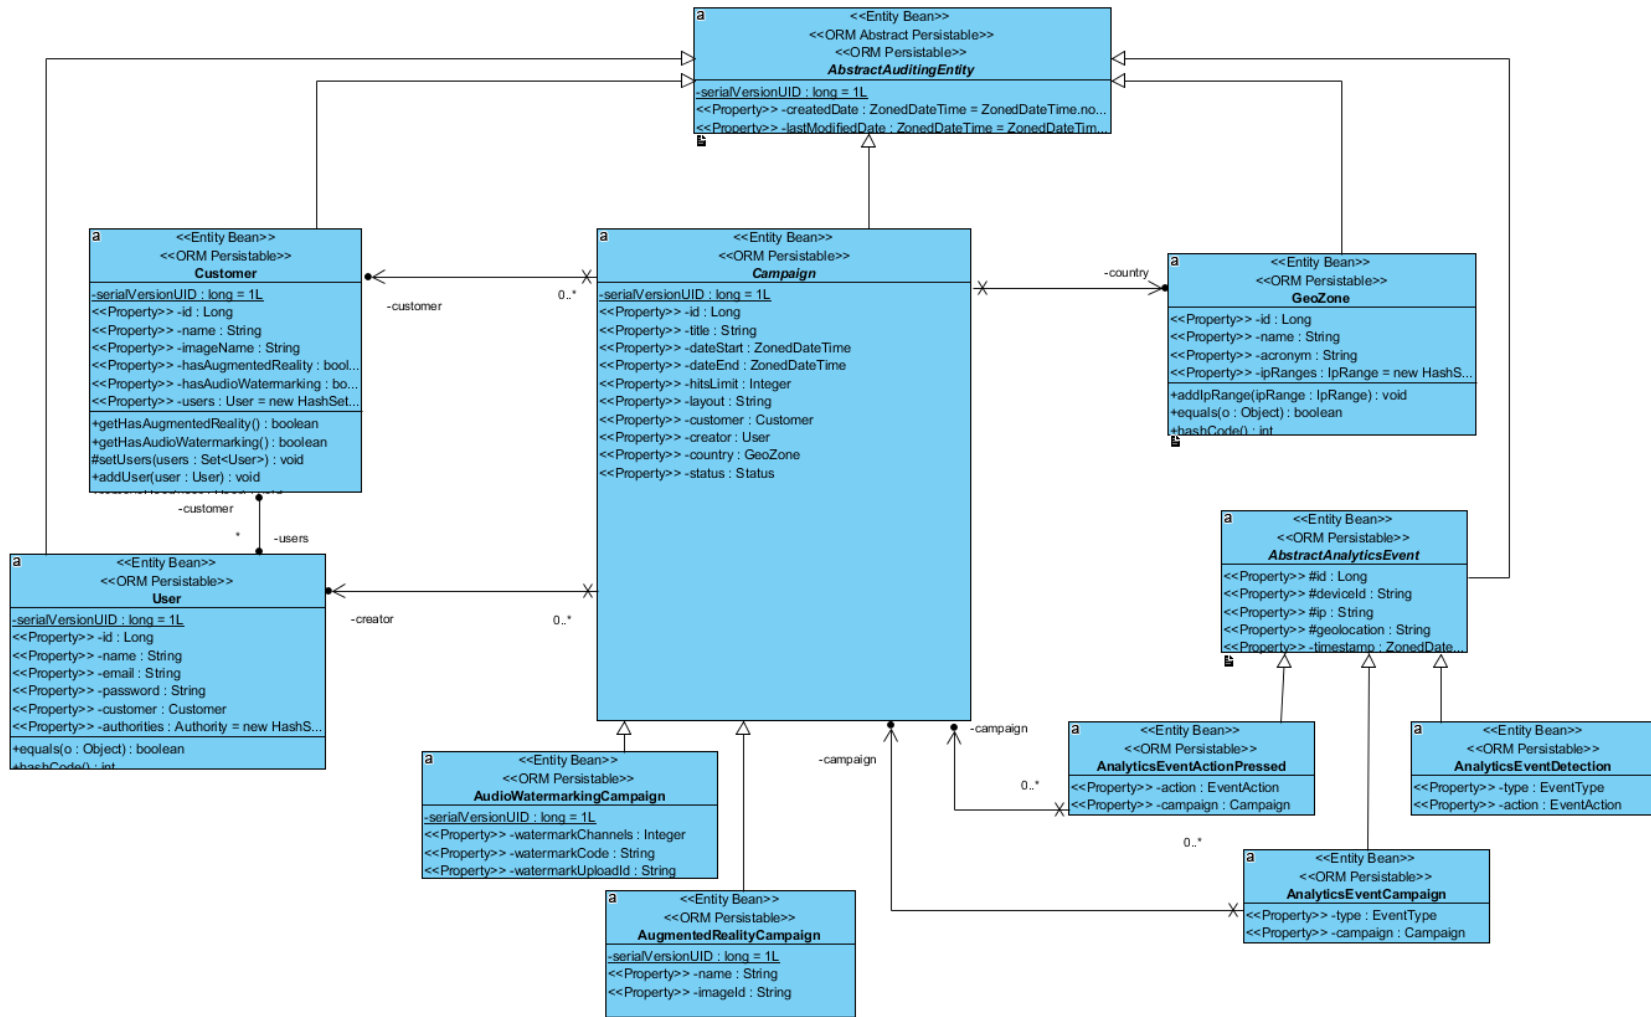 a
<<Entity Bean>>
<<ORM Abstract Persistable>>
<<ORM Persistable>>
AbstractAuditingEntity
-serialVersionUID : long = 1L
<<Property>> -createdDate : ZonedDateTime = ZonedDateTime.no...
<<Property>> -lastModifiedDate : ZonedDateTime = ZonedDateTim...
a
<<Entity Bean>>
<<ORM Persistable>>
Customer
-serialVersionUID : long = 1L
<<Property>> -id : Long
<<Property>> -name : String
<<Property>> -imageName : String
<<Property>> -hasAugmentedReality : bool...
<<Property>> -hasAudioWatermarking : bo...
<<Property>> -users : User = new HashSet...
+getHasAugmentedReality() : boolean
+getHasAudioWatermarking() : boolean
#setUsers(users : Set<User>) : void
+addUser(user : User) : void
-customer
0..*
a
<<Entity Bean>>
<<ORM Persistable>>
Campaign
-serialVersionUID : long = 1L
<<Property>> -id : Long
<<Property>> -title : String
<<Property>> -dateStart : ZonedDateTime
<<Property>> -dateEnd : ZonedDateTime
<<Property>> -hitsLimit : Integer
<<Property>> -layout : String
<<Property>> -customer : Customer
<<Property>> -creator : User
<<Property>> -country : GeoZone
<<Property>> -status : Status
-country
a
<<Entity Bean>>
<<ORM Persistable>>
GeoZone
<<Property>> -id : Long
<<Property>> -name : String
<<Property>> -acronym : String
<<Property>> -ipRanges : IpRange = new HashS...
+addIpRange(ipRange : IpRange) : void
+equals(o : Object) : boolean
+hashCode() : int
-customer
*
-users
a
<<Entity Bean>>
<<ORM Persistable>>
User
-serialVersionUID : long = 1L
<<Property>> -id : Long
<<Property>> -name : String
<<Property>> -email : String
<<Property>> -password : String
<<Property>> -customer : Customer
<<Property>> -authorities : Authority = new HashS...
+equals(o : Object) : boolean
+hashCode() : int
-creator
0..*
a
<<Entity Bean>>
<<ORM Persistable>>
AbstractAnalyticsEvent
<<Property>> #id : Long
<<Property>> #deviceId : String
<<Property>> #ip : String
<<Property>> #geolocation : String
<<Property>> -timestamp : ZonedDate...
-campaign
-campaign
0..*
0..*
a
<<Entity Bean>>
<<ORM Persistable>>
AnalyticsEventActionPressed
<<Property>> -action : EventAction
<<Property>> -campaign : Campaign
a
<<Entity Bean>>
<<ORM Persistable>>
AnalyticsEventDetection
<<Property>> -type : EventType
<<Property>> -action : EventAction
a
<<Entity Bean>>
<<ORM Persistable>>
AudioWatermarkingCampaign
-serialVersionUID : long = 1L
<<Property>> -watermarkChannels : Integer
<<Property>> -watermarkCode : String
<<Property>> -watermarkUploadId : String
a
<<Entity Bean>>
<<ORM Persistable>>
AnalyticsEventCampaign
<<Property>> -type : EventType
<<Property>> -campaign : Campaign
a
<<Entity Bean>>
<<ORM Persistable>>
AugmentedRealityCampaign
-serialVersionUID : long = 1L
<<Property>> -name : String
<<Property>> -imageId : String